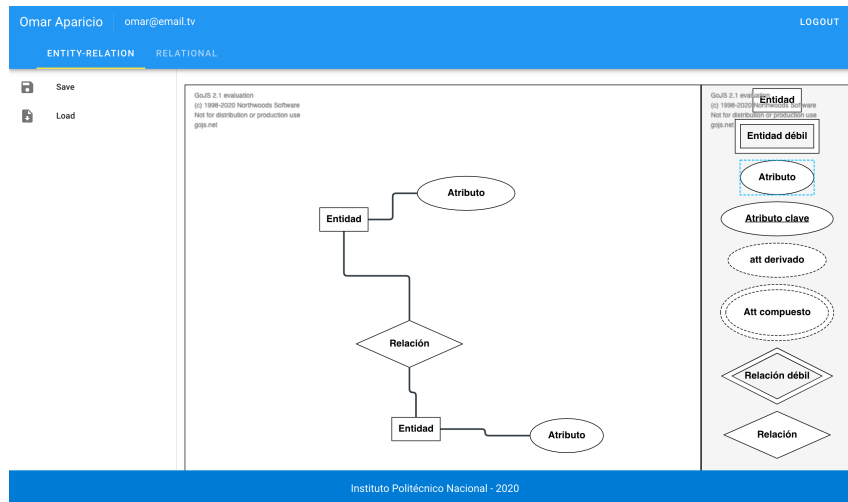 Omar Aparicio omar@email.tv LOGOUT
ENTITY-RELATION RELATIONAL
Save
Load
GoJS 2.1 evaluation
(c) 1998-2020 Northwoods Software
Not for distribution or production use
gojs.net
Atributo
Entidad
Relación
Entidad
Atributo
GoJS 2.1 evaluation
(c) 1998-2020 Northwoods Software
Not for distribution or production use
gojs.net
Entidad
Entidad débil
Atributo
Atributo clave
att derivado
Att compuesto
Relación débil
Relación
Instituto Politécnico Nacional - 2020